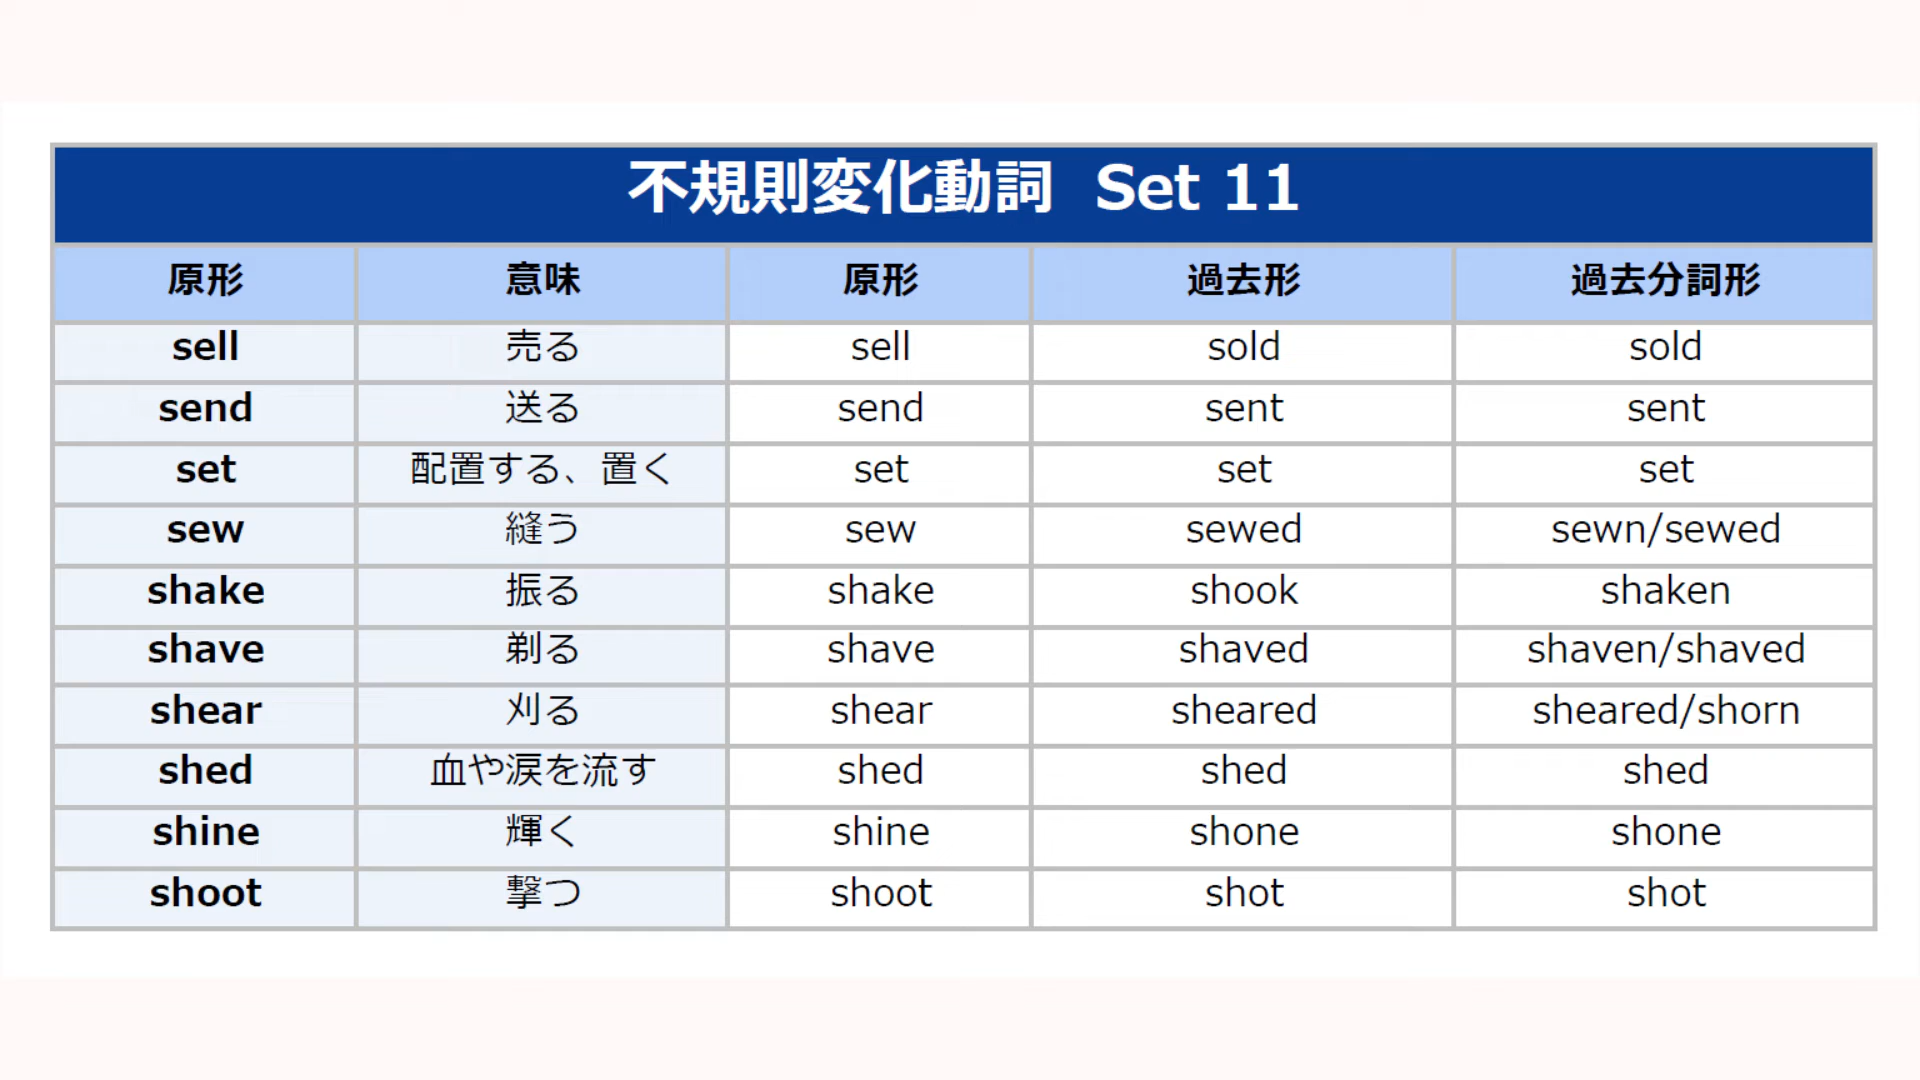 不規則変化動詞 Set 11
原形 意味 原形 過去形 過去分詞形
sell 売る sell sold sold
send 送る send sent sent
set 配置する、置く set set set
sew 縫う sew sewed sewn/sewed
shake 振る shake shook shaken
shave 剃る shave shaved shaven/shaved
shear 刈る shear sheared sheared/shorn
shed 血や涙を流す shed shed shed
shine 輝く shine shone shone
shoot 撃つ shoot shot shot